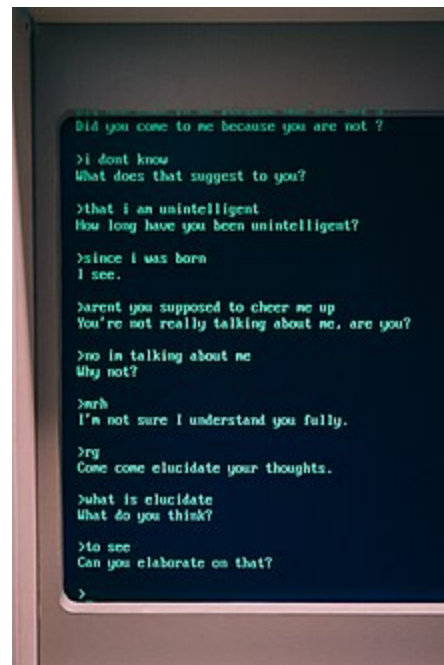 Did you come to me because you are not ?
>i dont know
What does that suggest to you?
>that i am unintelligent
How long have you been unintelligent?
>since i was born
I see.
>arent you supposed to cheer me up
You're not really talking about me, are you?
>no im talking about me
Why not?
>mrh
I'm not sure I understand you fully.
>rg
Come come elucidate your thoughts.
>what is elucidate
What do you think?
>to see
Can you elaborate on that?
>_